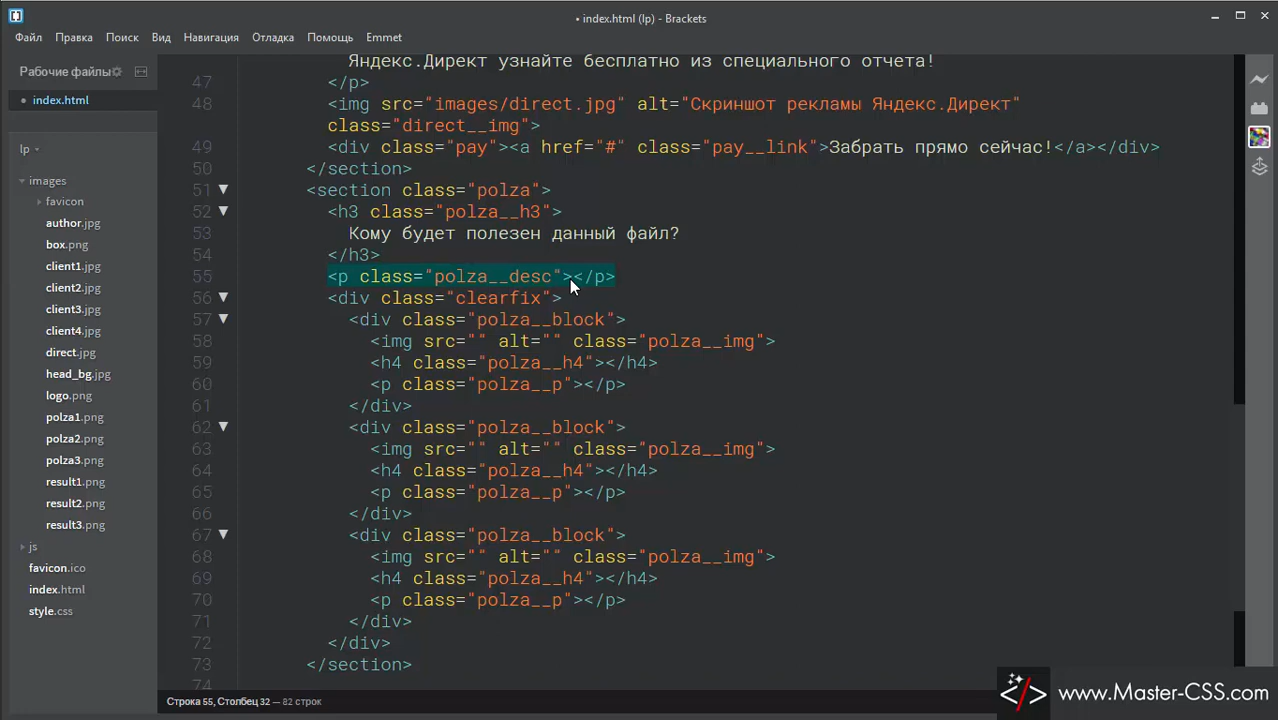 • index.html (lp) - Brackets
Файл Правка Поиск Вид Навигация Отладка Помощь Emmet
Рабочие файлы
• index.html
lp
images
favicon
author.jpg
box.png
client1.jpg
client2.jpg
client3.jpg
client4.jpg
direct.jpg
head_bg.jpg
logo.png
polza1.png
polza2.png
polza3.png
result1.png
result2.png
result3.png
js
favicon.ico
index.html
style.css
Яндекс.Директ узнайте бесплатно из специального отчета!
47 </p>
48 <img src="images/direct.jpg" alt="Скриншот рекламы Яндекс.Директ"
class="direct__img">
49 <div class="pay"><a href="#" class="pay__link">Забрать прямо сейчас!</a></div>
50 </section>
51 <section class="polza">
52 <h3 class="polza__h3">
53 Кому будет полезен данный файл?
54 </h3>
55 <p class="polza__desc"></p>
56 <div class="clearfix">
57 <div class="polza__block">
58 <img src="" alt="" class="polza__img">
59 <h4 class="polza__h4"></h4>
60 <p class="polza__p"></p>
61 </div>
62 <div class="polza__block">
63 <img src="" alt="" class="polza__img">
64 <h4 class="polza__h4"></h4>
65 <p class="polza__p"></p>
66 </div>
67 <div class="polza__block">
68 <img src="" alt="" class="polza__img">
69 <h4 class="polza__h4"></h4>
70 <p class="polza__p"></p>
71 </div>
72 </div>
73 </section>
74
Строка 55, Столбец 32 — 82 строк
</> www.Master-CSS.com